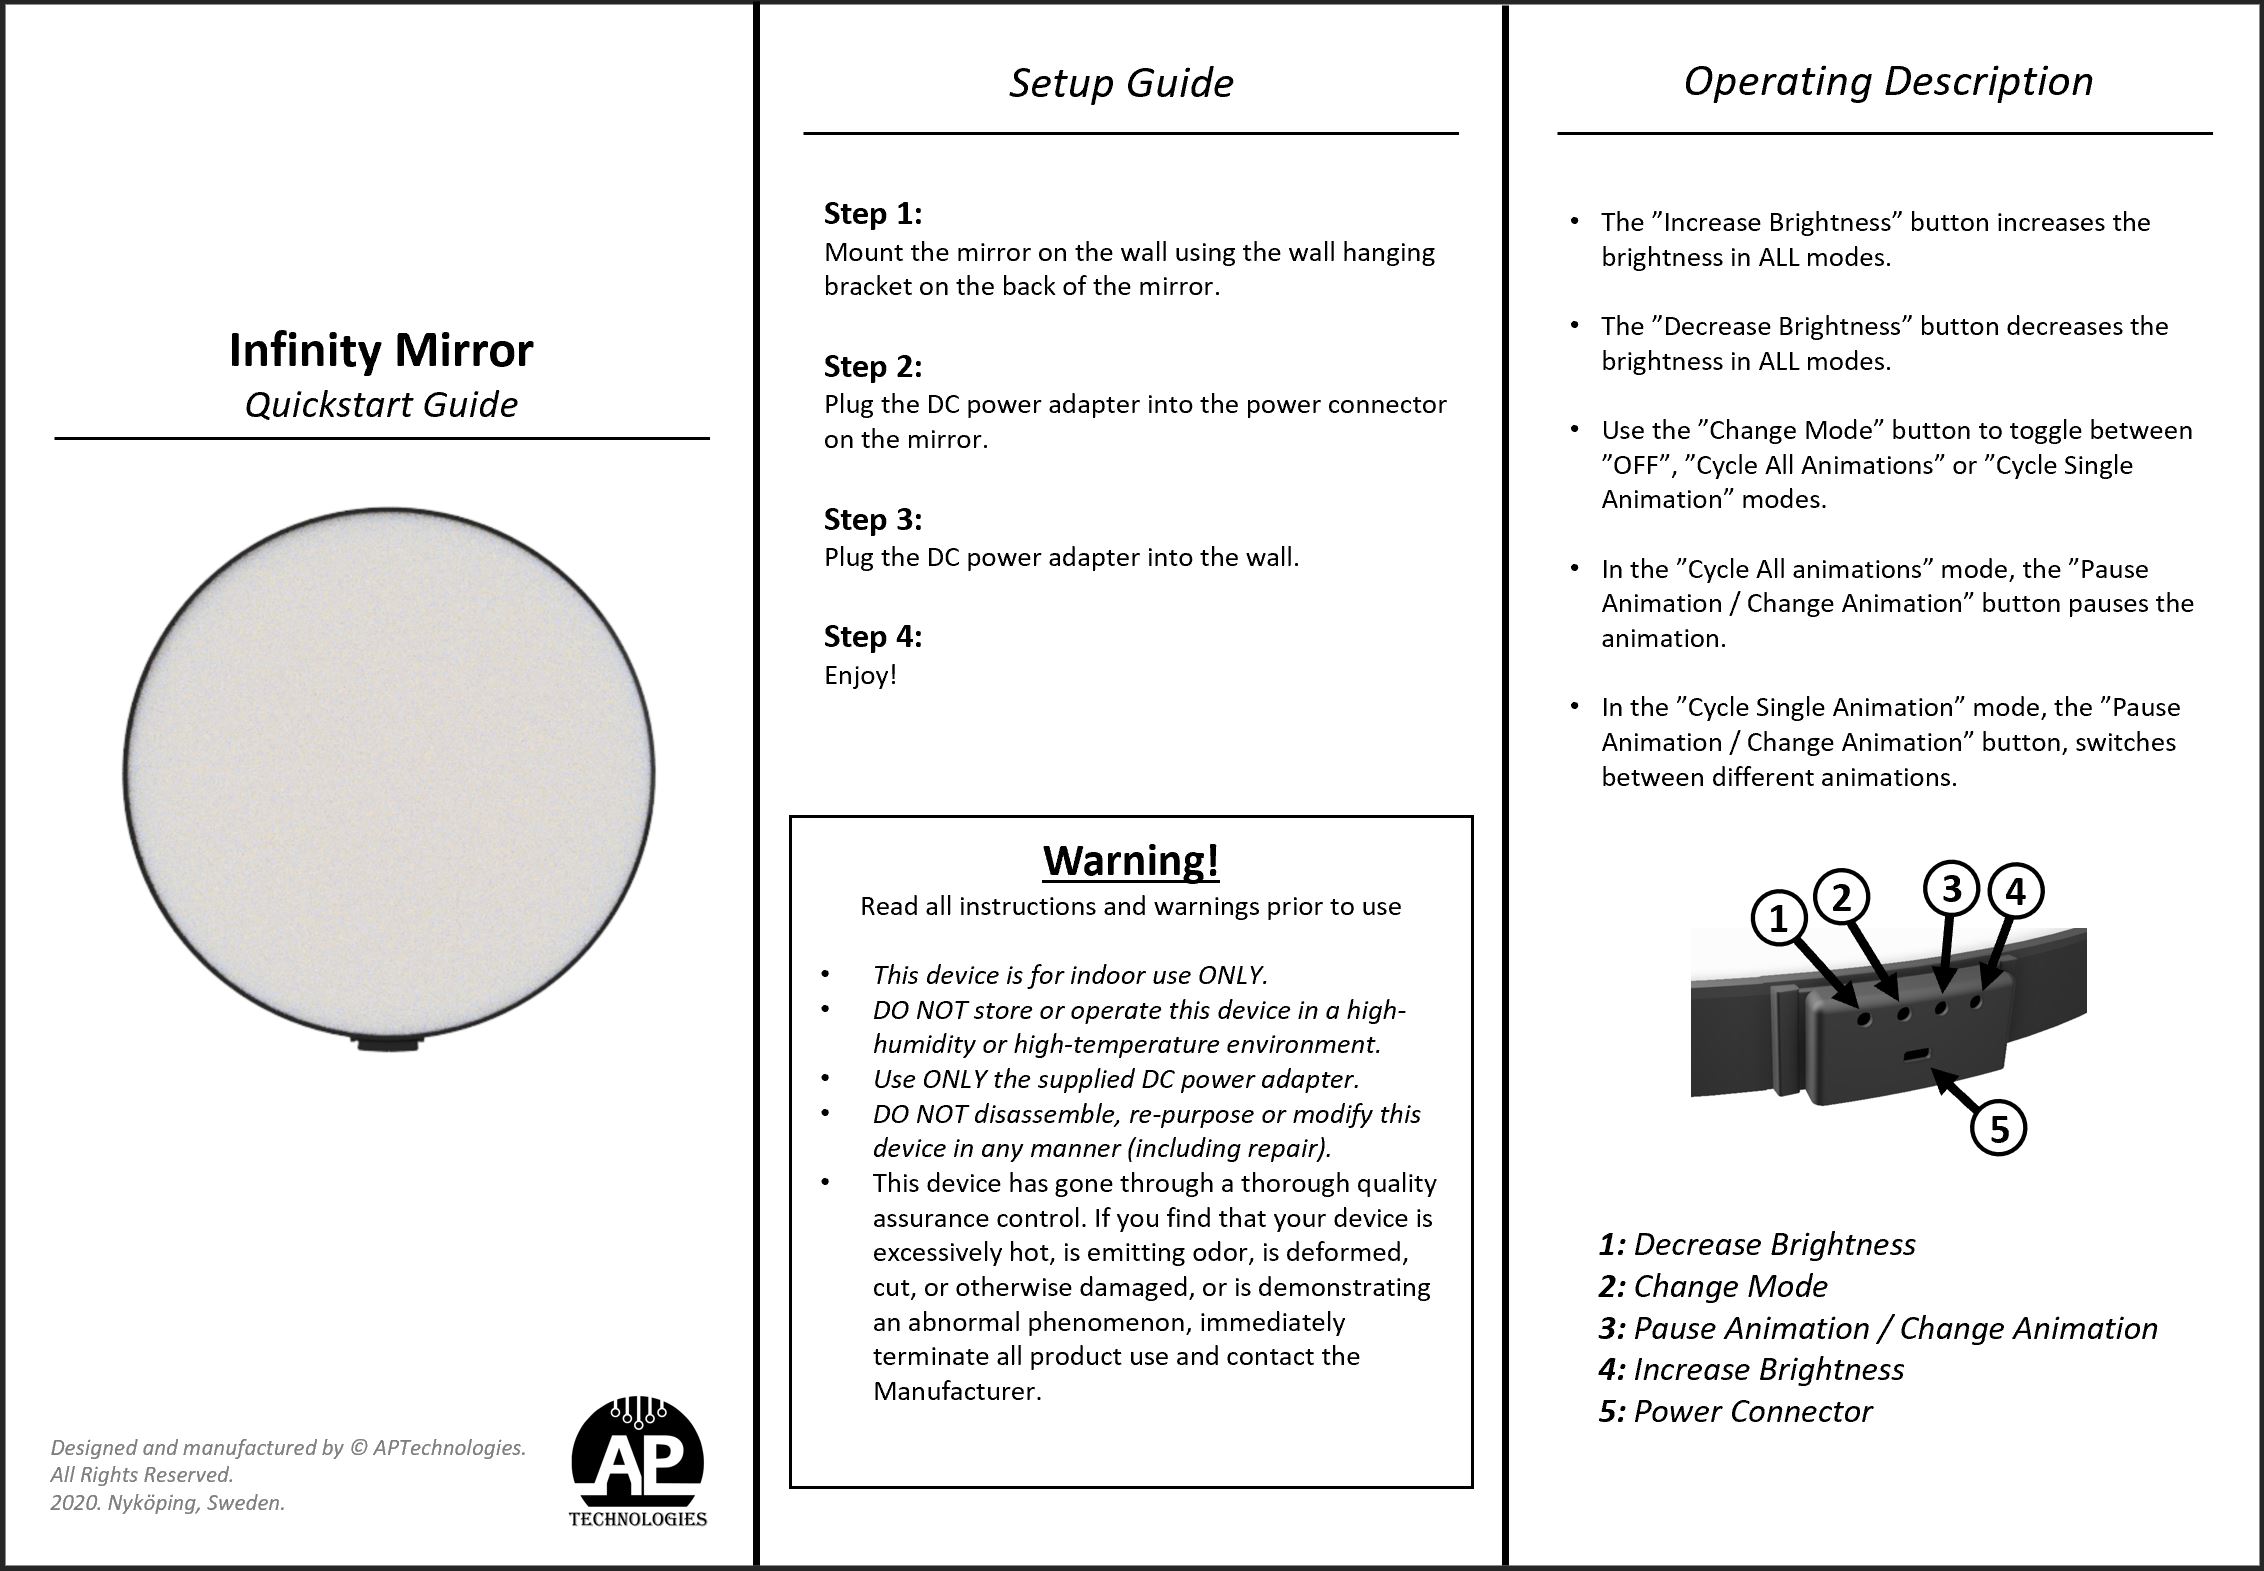 Infinity Mirror
Quickstart Guide
Designed and manufactured by © APTechnologies.
All Rights Reserved.
2020. Nyköping, Sweden.
AP
TECHNOLOGIES
Setup Guide
Step 1:
Mount the mirror on the wall using the wall hanging
bracket on the back of the mirror.
Step 2:
Plug the DC power adapter into the power connector
on the mirror.
Step 3:
Plug the DC power adapter into the wall.
Step 4:
Enjoy!
Warning!
Read all instructions and warnings prior to use
• This device is for indoor use ONLY.
• DO NOT store or operate this device in a high-
humidity or high-temperature environment.
• Use ONLY the supplied DC power adapter.
• DO NOT disassemble, re-purpose or modify this
device in any manner (including repair).
• This device has gone through a thorough quality
assurance control. If you find that your device is
excessively hot, is emitting odor, is deformed,
cut, or otherwise damaged, or is demonstrating
an abnormal phenomenon, immediately
terminate all product use and contact the
Manufacturer.
Operating Description
• The ”Increase Brightness” button increases the
brightness in ALL modes.
• The ”Decrease Brightness” button decreases the
brightness in ALL modes.
• Use the ”Change Mode” button to toggle between
”OFF”, ”Cycle All Animations” or ”Cycle Single
Animation” modes.
• In the ”Cycle All animations” mode, the ”Pause
Animation / Change Animation” button pauses the
animation.
• In the ”Cycle Single Animation” mode, the ”Pause
Animation / Change Animation” button, switches
between different animations.
1 2 3 4
5
1: Decrease Brightness
2: Change Mode
3: Pause Animation / Change Animation
4: Increase Brightness
5: Power Connector